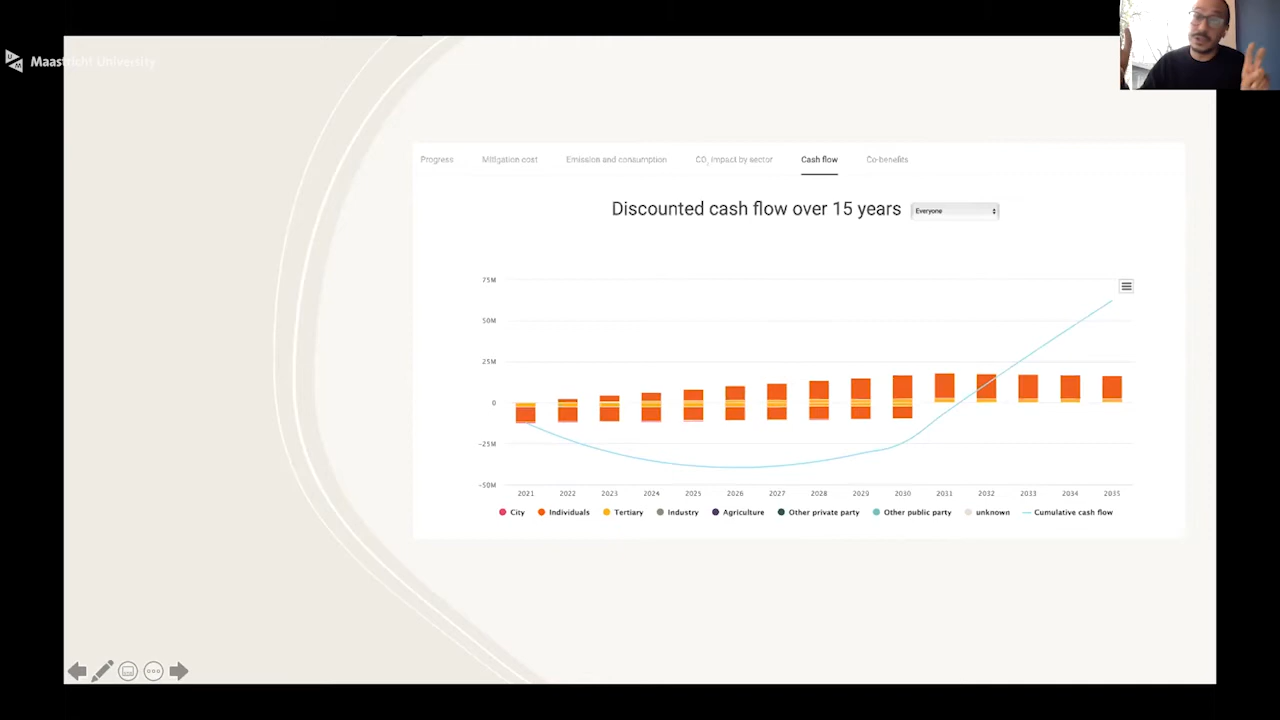 Maastricht University
Progress Mitigation cost Emission and consumption CO₂ impact by sector Cash flow Co-benefits
Discounted cash flow over 15 years Everyone
75M
50M
25M
0
-25M
-50M
2021 2022 2023 2024 2025 2026 2027 2028 2029 2030 2011 2032 2033 2034 2035
City Individuals Tertiary Industry Agriculture Other private party Other public party unknown Cumulative cash flow